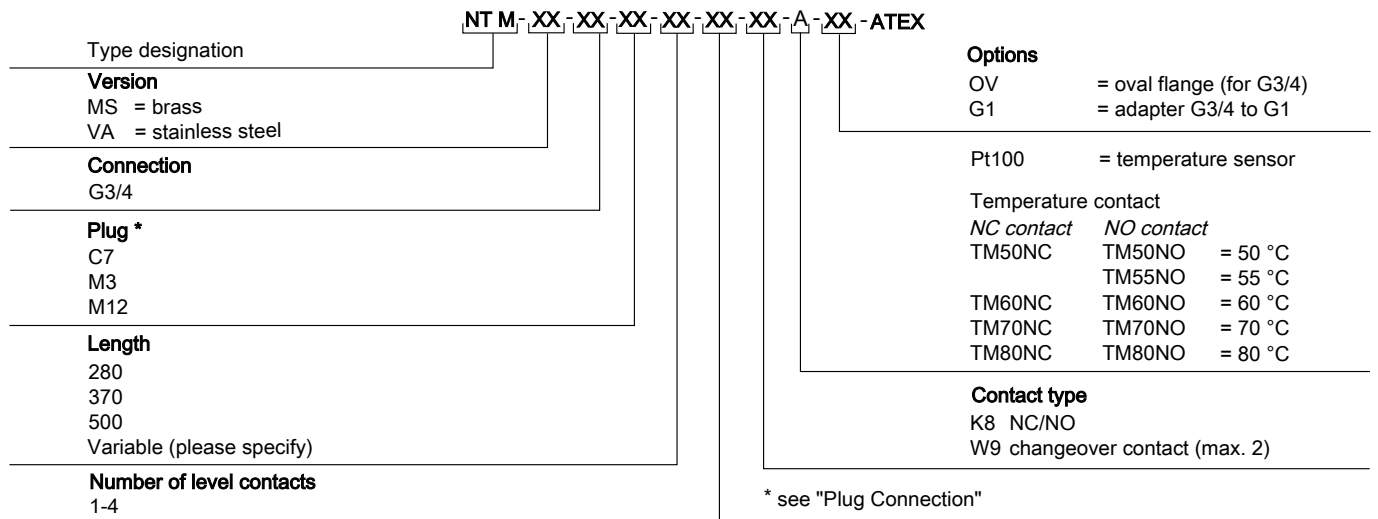 NT M-XX-XX-XX-XX-XX-XX-A-XX-ATEX
Type designation
Version
MS = brass
VA = stainless steel
Connection
G3/4
Plug *
C7
M3
M12
Length
280
370
500
Variable (please specify)
Number of level contacts
1-4
Options
OV = oval flange (for G3/4)
G1 = adapter G3/4 to G1
Pt100 = temperature sensor
Temperature contact
NC contact NO contact
TM50NC TM50NO = 50 °C
TM55NO = 55 °C
TM60NC TM60NO = 60 °C
TM70NC TM70NO = 70 °C
TM80NC TM80NO = 80 °C
Contact type
K8 NC/NO
W9 changeover contact (max. 2)
* see "Plug Connection"